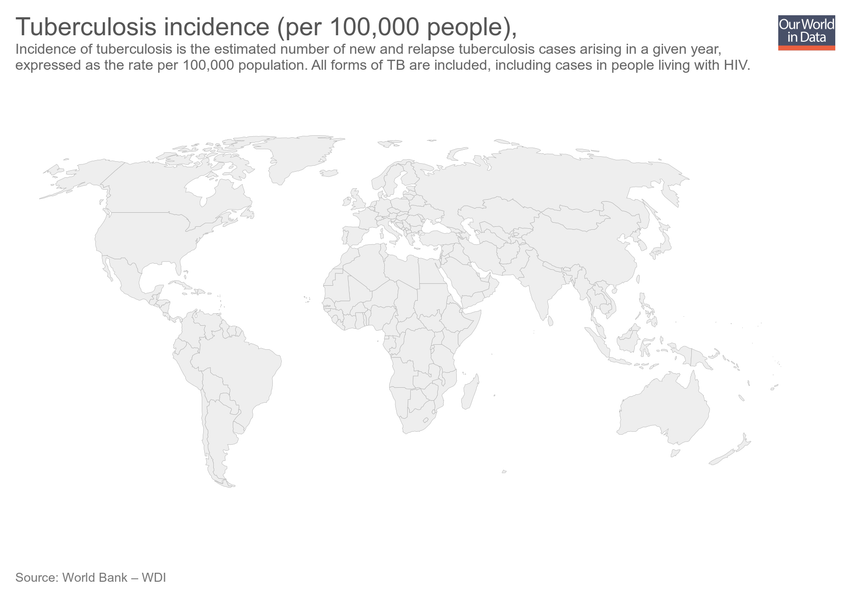 Tuberculosis incidence (per 100,000 people),
Our World
in Data
Incidence of tuberculosis is the estimated number of new and relapse tuberculosis cases arising in a given year,
expressed as the rate per 100,000 population. All forms of TB are included, including cases in people living with HIV.
Source: World Bank – WDI